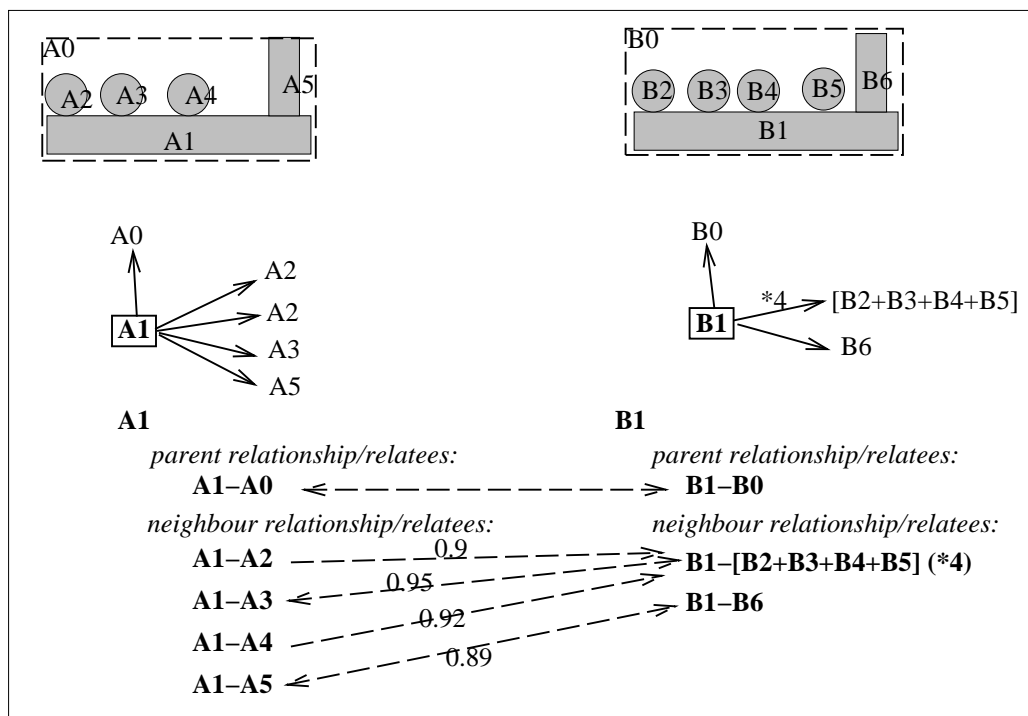 A0
A2 A3 A4 A5
A1
B0
B2 B3 B4 B5 B6
B1
A0
A2
A2
A1
A3
A5
B0
*4 [B2+B3+B4+B5]
B1
B6
A1
parent relationship/relatees:
A1–A0
neighbour relationship/relatees:
A1–A2
A1–A3
A1–A4
A1–A5
0.9
0.95
0.92
0.89
B1
parent relationship/relatees:
B1–B0
neighbour relationship/relatees:
B1–[B2+B3+B4+B5] (*4)
B1–B6